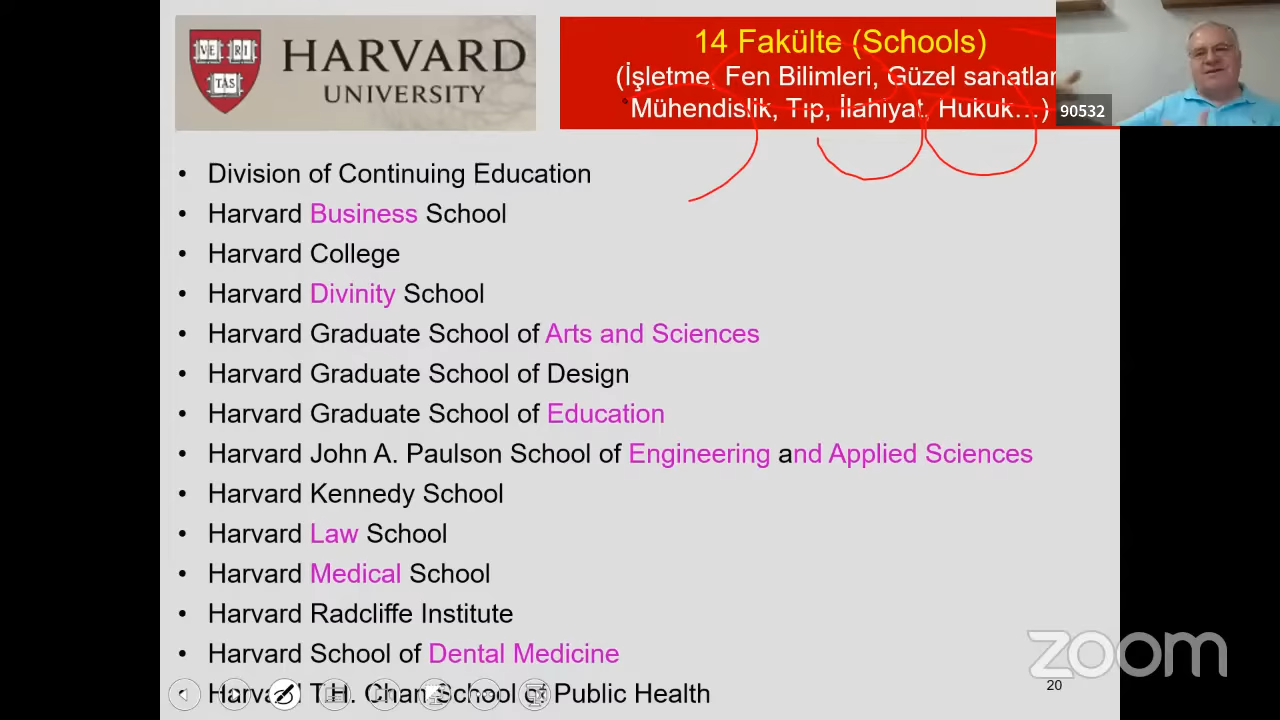 VE RI TAS
HARVARD
UNIVERSITY
14 Fakülte (Schools)
(İşletme, Fen Bilimleri, Güzel sanatlar
Mühendislik, Tıp, İlahiyat, Hukuk...)
90532
• Division of Continuing Education
• Harvard Business School
• Harvard College
• Harvard Divinity School
• Harvard Graduate School of Arts and Sciences
• Harvard Graduate School of Design
• Harvard Graduate School of Education
• Harvard John A. Paulson School of Engineering and Applied Sciences
• Harvard Kennedy School
• Harvard Law School
• Harvard Medical School
• Harvard Radcliffe Institute
• Harvard School of Dental Medicine
• Harvard T.H. Chan School of Public Health
zoom
20